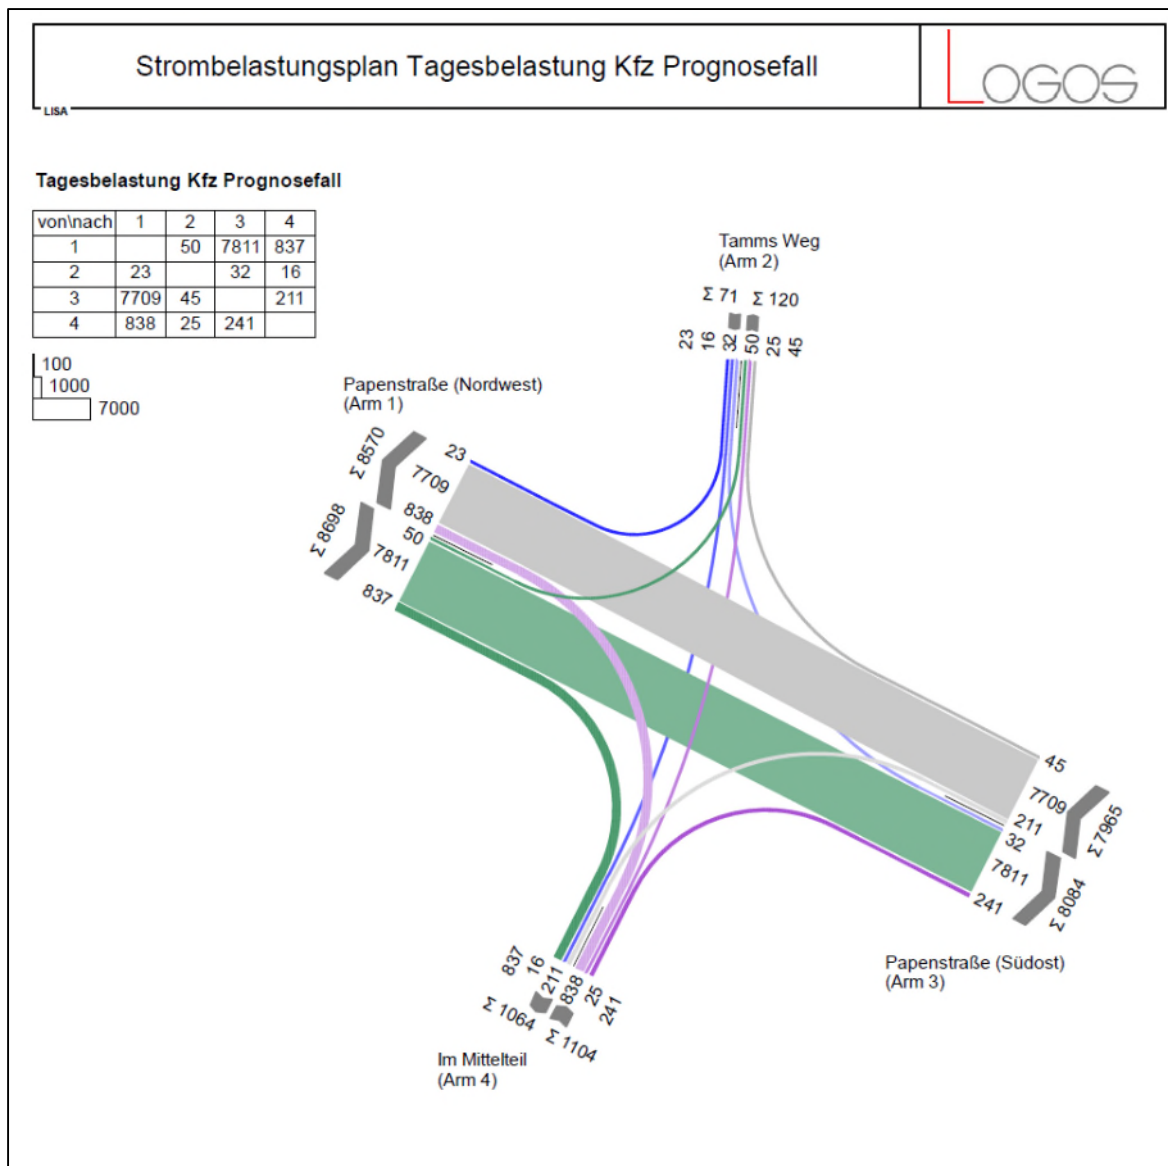 Strombelastungsplan Tagesbelastung Kfz Prognosefall
LOGOS
LISA
Tagesbelastung Kfz Prognosefall
von\nach 1 2 3 4
1 50 7811 837
2 23 32 16
3 7709 45 211
4 838 25 241
100
1000
7000
Tamms Weg
(Arm 2)
Σ 71 Σ 120
23 16 32 50 25 45
Papenstraße (Nordwest)
(Arm 1)
Σ 8570
Σ 8698
23
7709
838
50
7811
837
45
7709
211
32
7811
241
Σ 7965
Σ 8084
Papenstraße (Südost)
(Arm 3)
837 16 211 838 25 241
Σ 1064 Σ 1104
Im Mittelteil
(Arm 4)